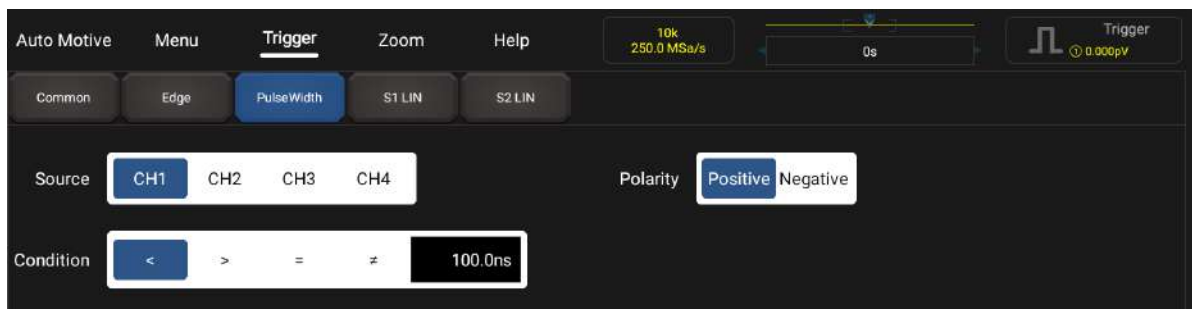 Auto Motive Menu Trigger Zoom Help 10k 250.0 MSa/s 0s Trigger ① 0.000pV
Common Edge PulseWidth S1 LIN S2 LIN
Source CH1 CH2 CH3 CH4 Polarity Positive Negative
Condition < > = ≠ 100.0ns